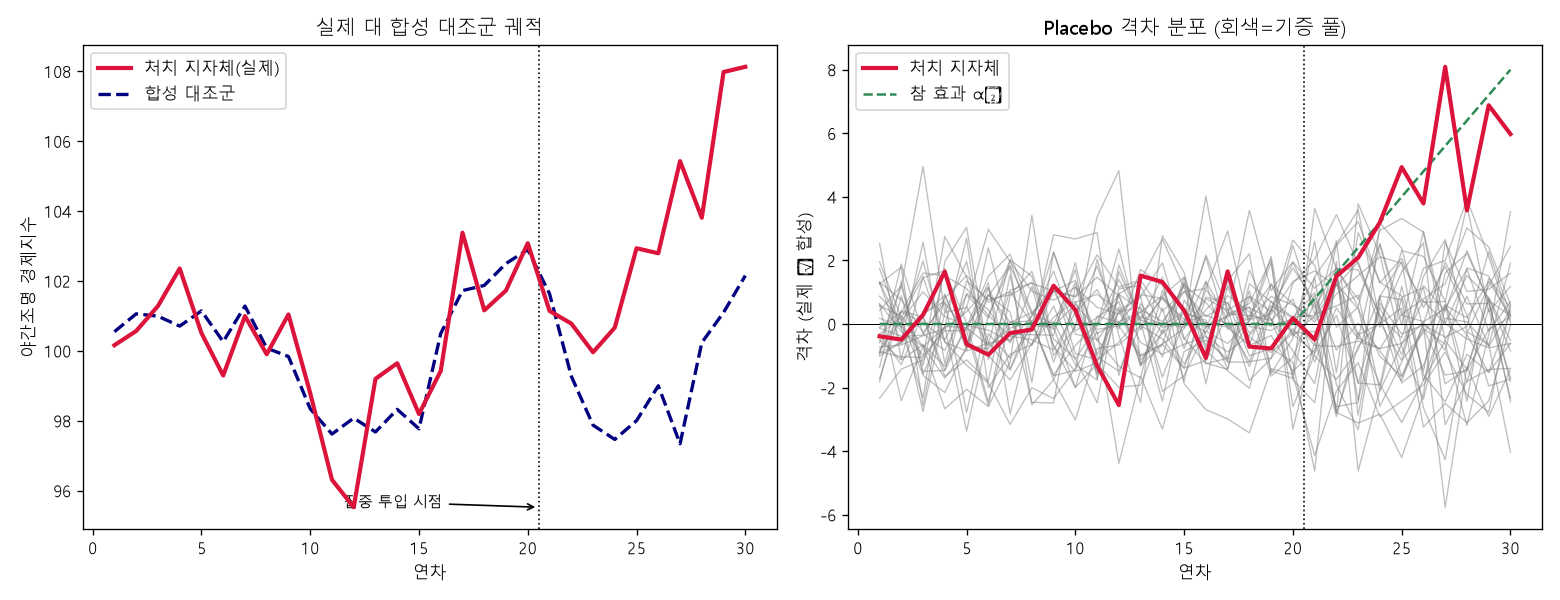 실제 대 합성 대조군 궤적
처치 지자체(실제)
합성 대조군
야간조명 경제지수
108
106
104
102
100
98
96
중 투입 시점
0 5 10 15 20 25 30
연차
Placebo 격차 분포 (회색=기증 풀)
처치 지자체
참 효과 α
격차 (실제 합성)
8
6
4
2
0
-2
-4
-6
0 5 10 15 20 25 30
연차